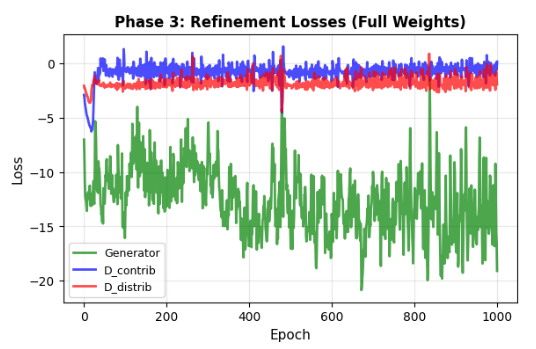 Phase 3: Refinement Losses (Full Weights)
0
−5
−10
−15
−20
Loss
Generator
D_contrib
D_distrib
0 200 400 600 800 1000
Epoch